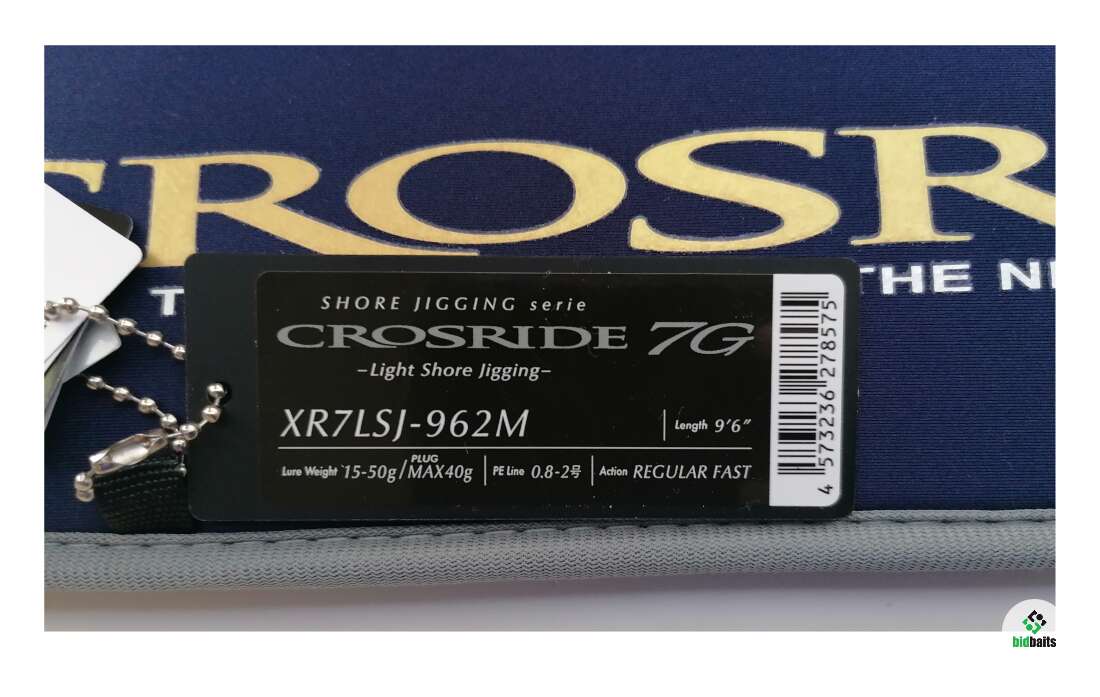 CROSR
T
THE N
SHORE JIGGING serie
CROSRIDE 7G
–Light Shore Jigging–
XR7LSJ-962M
Length 9'6"
Lure Weight 15-50g/PLUG MAX40g
PE Line 0.8-2号
Action REGULAR FAST
4 573236 278575
bidbaits